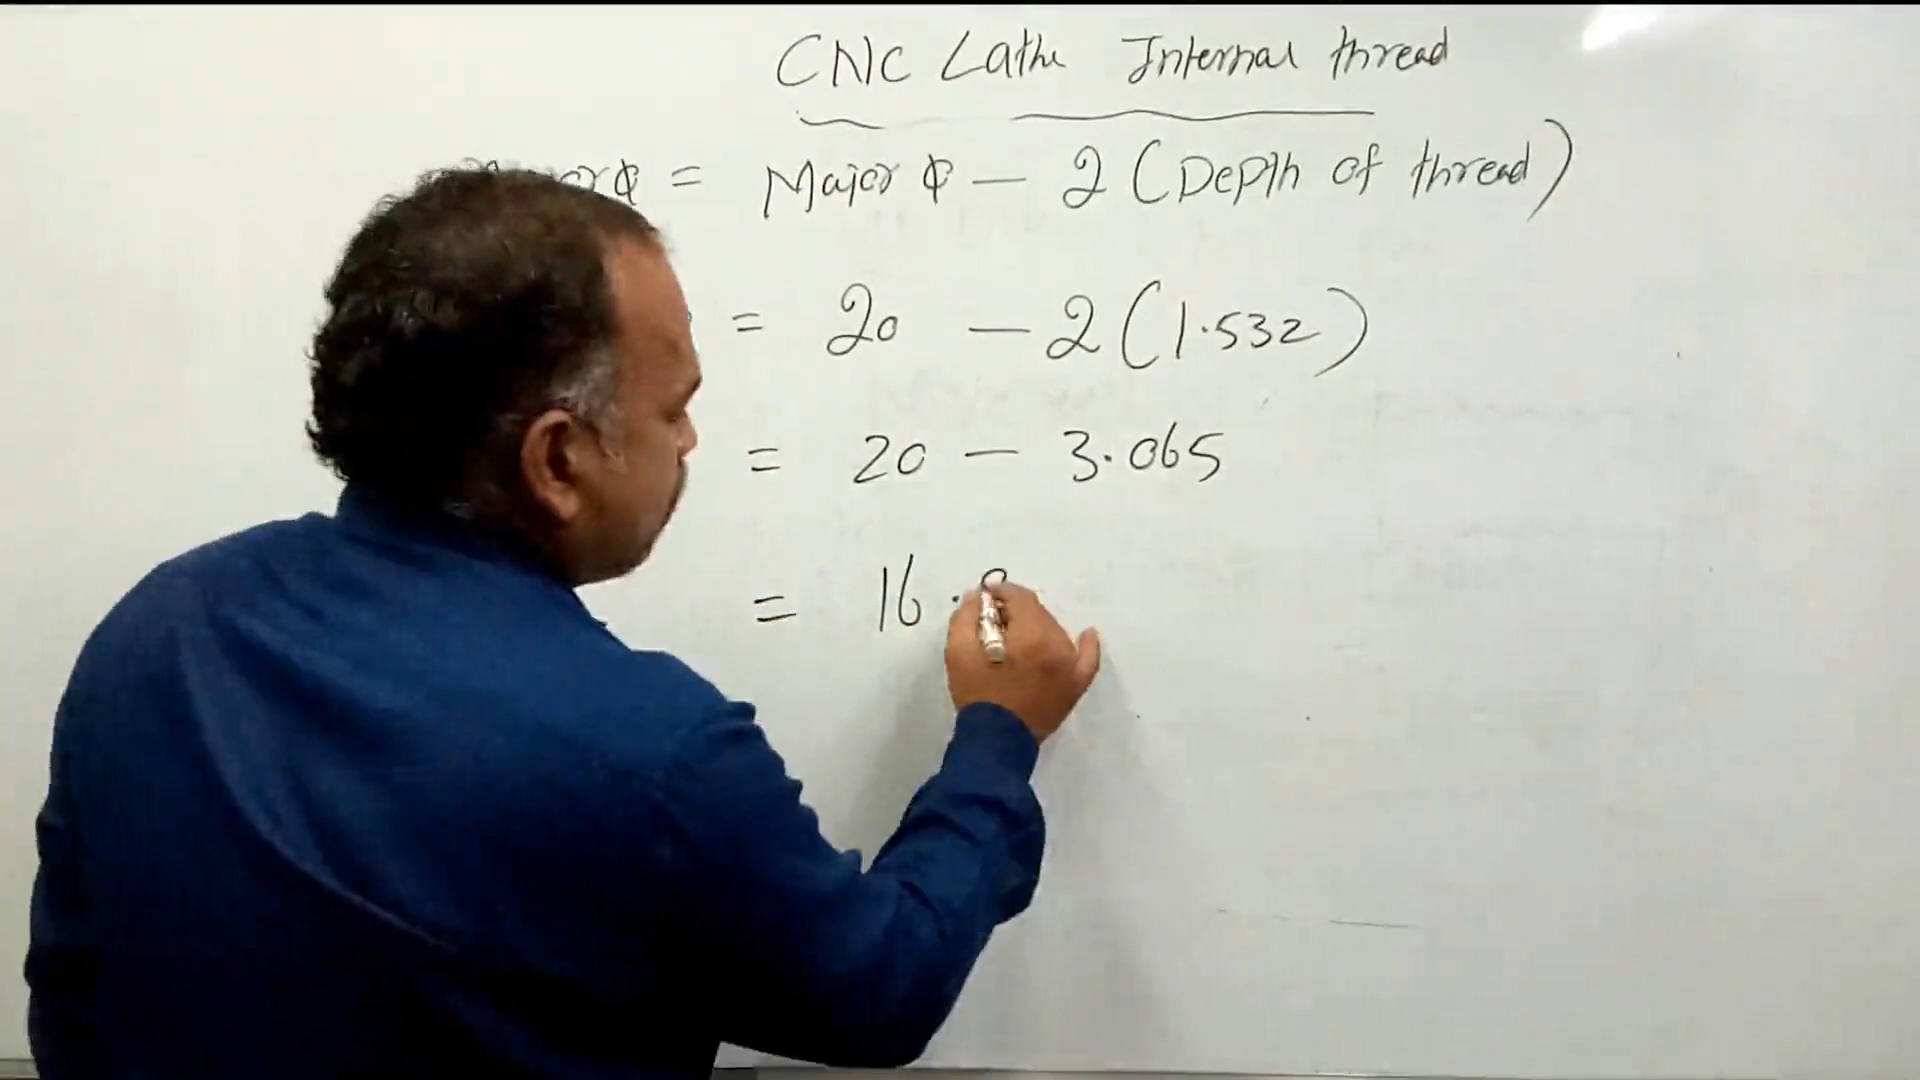 CNC Lathe Internal thread
= Major φ - 2 (Depth of thread)
= 20 - 2 (1.532)
= 20 - 3.065
= 16.